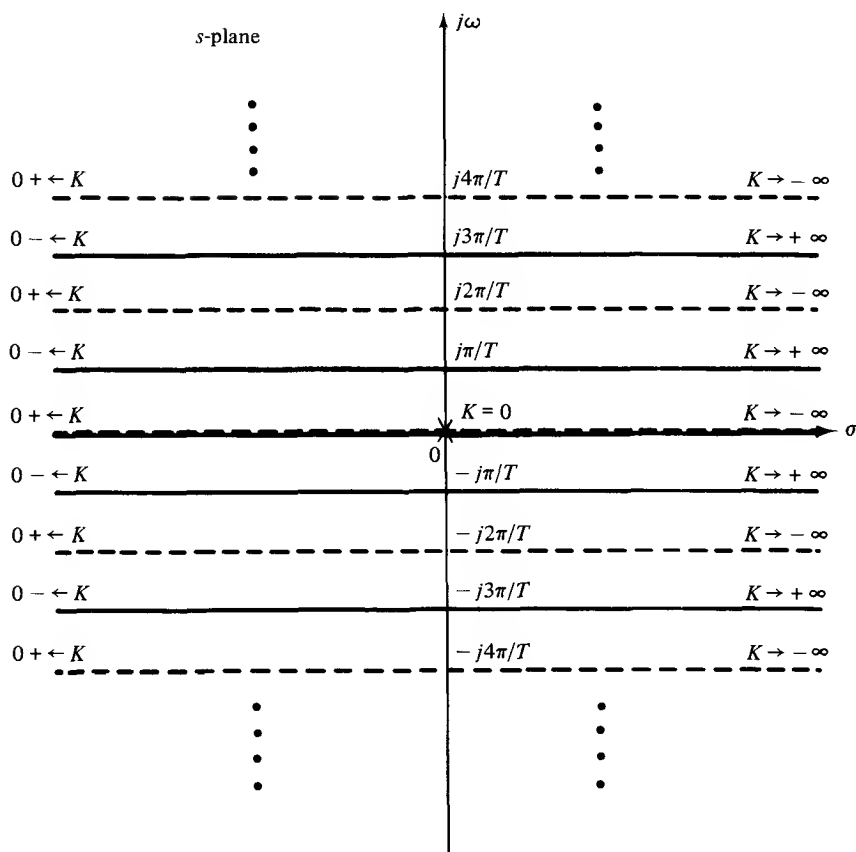 jω
s-plane
0 + ← K j4π/T K → − ∞
0 − ← K j3π/T K → + ∞
0 + ← K j2π/T K → − ∞
0 − ← K jπ/T K → + ∞
0 + ← K K = 0 K → − ∞
σ
0
0 − ← K − jπ/T K → + ∞
0 + ← K − j2π/T K → − ∞
0 − ← K − j3π/T K → + ∞
0 + ← K − j4π/T K → − ∞